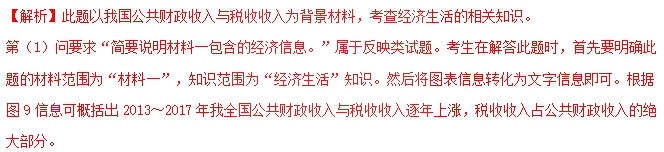 【解析】此题以我国公共财政收入与税收收入为背景材料，考查经济生活的相关知识。
第（1）问要求“简要说明材料一包含的经济信息。”属于反映类试题。考生在解答此题时，首先要明确此
题的材料范围为“材料一”，知识范围为“经济生活”知识。然后将图表信息转化为文字信息即可。根据
图9信息可概括出2013～2017年我全国公共财政收入与税收收入逐年上涨，税收收入占公共财政收入的绝
大部分。